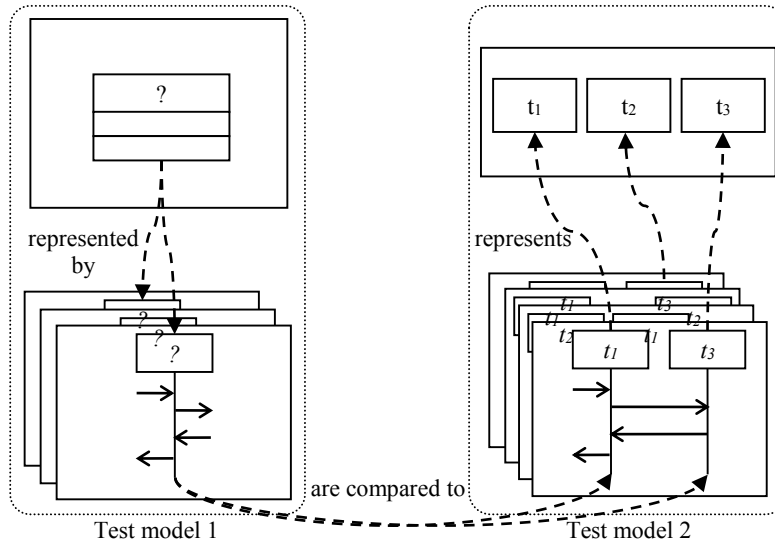 ?
t1 t2 t3
represented
by
represents
?
?
?
t1 t3
t1 t2
t2 t1
t1 t3
are compared to
Test model 1
Test model 2